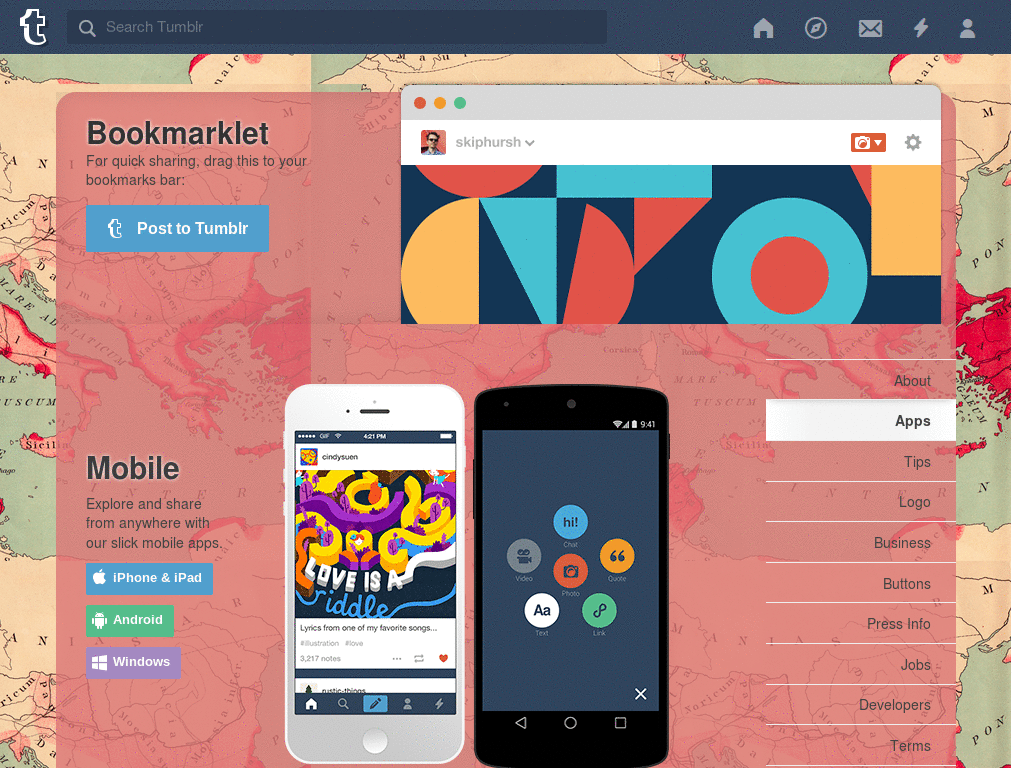 Search Tumblr
Bookmarklet
For quick sharing, drag this to your
bookmarks bar:
Post to Tumblr
skiphursh
Mobile
Explore and share
from anywhere with
our slick mobile apps.
iPhone & iPad
Android
Windows
GIF
4:21 PM
cindysuen
LOVE IS A
riddle
Lyrics from one of my favorite songs...
#illustration #love
3,217 notes
rustic-things
9:41
hi!
Chat
Video
Quote
Photo
Aa
Text
Link
About
Apps
Tips
Logo
Business
Buttons
Press Info
Jobs
Developers
Terms